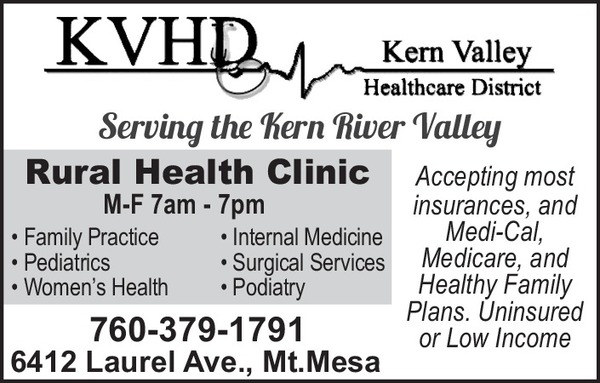 KVHD
Kern Valley
Healthcare District
Serving the Kern River Valley
Rural Health Clinic
M-F 7am - 7pm
• Family Practice
• Pediatrics
• Women's Health
• Internal Medicine
• Surgical Services
• Podiatry
760-379-1791
6412 Laurel Ave., Mt.Mesa
Accepting most
insurances, and
Medi-Cal,
Medicare, and
Healthy Family
Plans. Uninsured
or Low Income